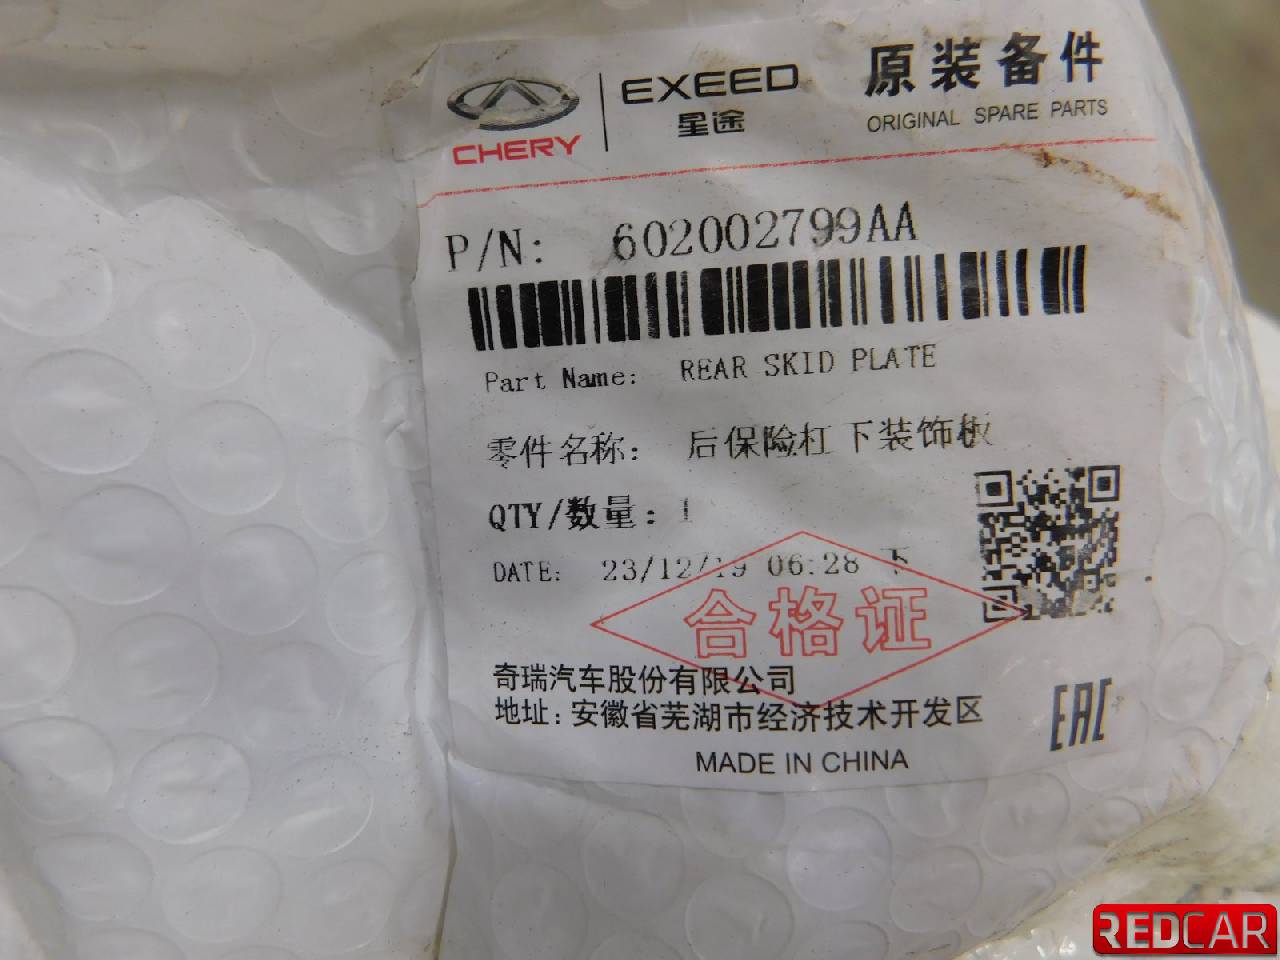 CHERY
EXEED
星途
原装备件
ORIGINAL SPARE PARTS
P/N: 602002799AA
Part Name: REAR SKID PLATE
零件名称: 后保险杠下装饰板
QTY/数量: 1
DATE: 23/12/19 06:28 下
合格证
奇瑞汽车股份有限公司
地址: 安徽省芜湖市经济技术开发区
EAC
MADE IN CHINA
REDCAR